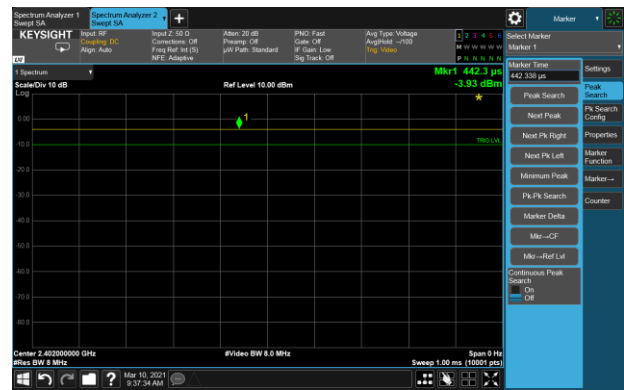 Spectrum Analyzer 1
Swept SA
Spectrum Analyzer 2
Swept SA
Marker
KEYSIGHT
Input: RF
Coupling: DC
Align: Auto
Input Z: 50 Ω
Corrections: Off
Freq Ref: Int (S)
NFE: Adaptive
Atten: 20 dB
Preamp: Off
µW Path: Standard
PNO: Fast
Gate: Off
IF Gain: Low
Sig Track: Off
Avg Type: Voltage
Avg|Hold: --/100
Trig: Video
1 2 3 4 5 6
M W W W W W
P N N N N N
Select Marker
Marker 1
1 Spectrum
Scale/Div 10 dB
Log
Ref Level 10.00 dBm
Mkr1 442.3 µs
-3.93 dBm
1
TRIG LVL
0.00
-10.0
-20.0
-30.0
-40.0
-50.0
-60.0
-70.0
-80.0
Center 2.402000000 GHz
#Res BW 8 MHz
#Video BW 8.0 MHz
Span 0 Hz
Sweep 1.00 ms (10001 pts)
Marker Time
442.338 µs
Peak Search
Next Peak
Next Pk Right
Next Pk Left
Minimum Peak
Pk-Pk Search
Marker Delta
Mkr→CF
Mkr→Ref Lvl
Continuous Peak
Search
On
Off
Settings
Peak
Search
Pk Search
Config
Properties
Marker
Function
Marker→
Counter
Mar 10, 2021
9:37:34 AM